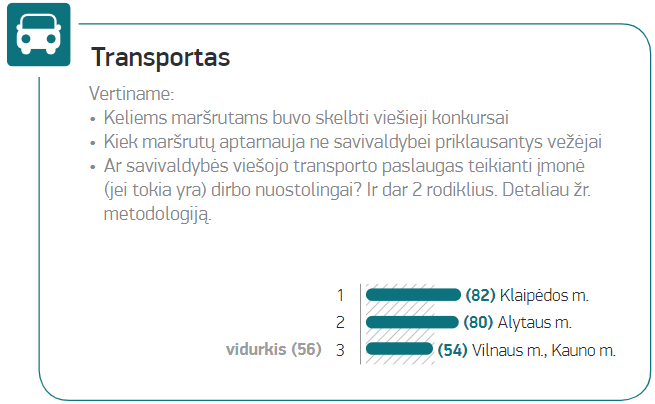 Transportas
Vertiname:
• Keliems maršrutams buvo skelbti viešieji konkursai
• Kiek maršrutų aptarnauja ne savivaldybei priklausantys vežėjai
• Ar savivaldybės viešojo transporto paslaugas teikianti įmonė
(jei tokia yra) dirbo nuostolingai? Ir dar 2 rodiklius. Detaliau žr.
metodologiją.
1 (82) Klaipėdos m.
2 (80) Alytaus m.
vidurkis (56) 3 (54) Vilnaus m., Kauno m.